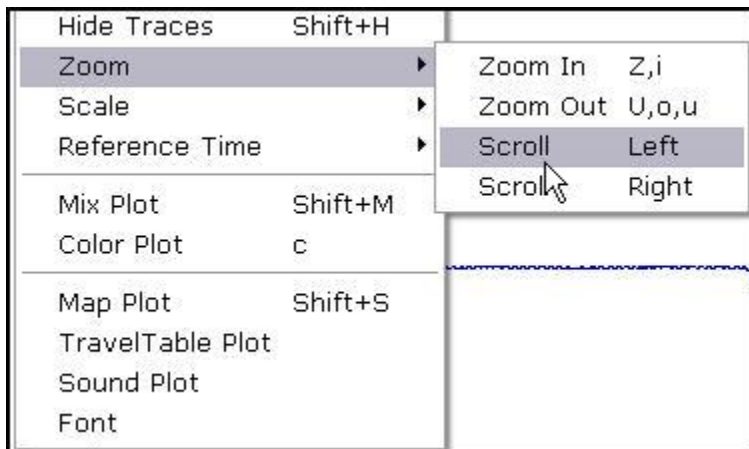 Hide Traces Shift+H
Zoom
Scale
Reference Time
Mix Plot Shift+M
Color Plot c
Map Plot Shift+S
TravelTable Plot
Sound Plot
Font
Zoom In Z,i
Zoom Out U,o,u
Scroll Left
Scroll Right